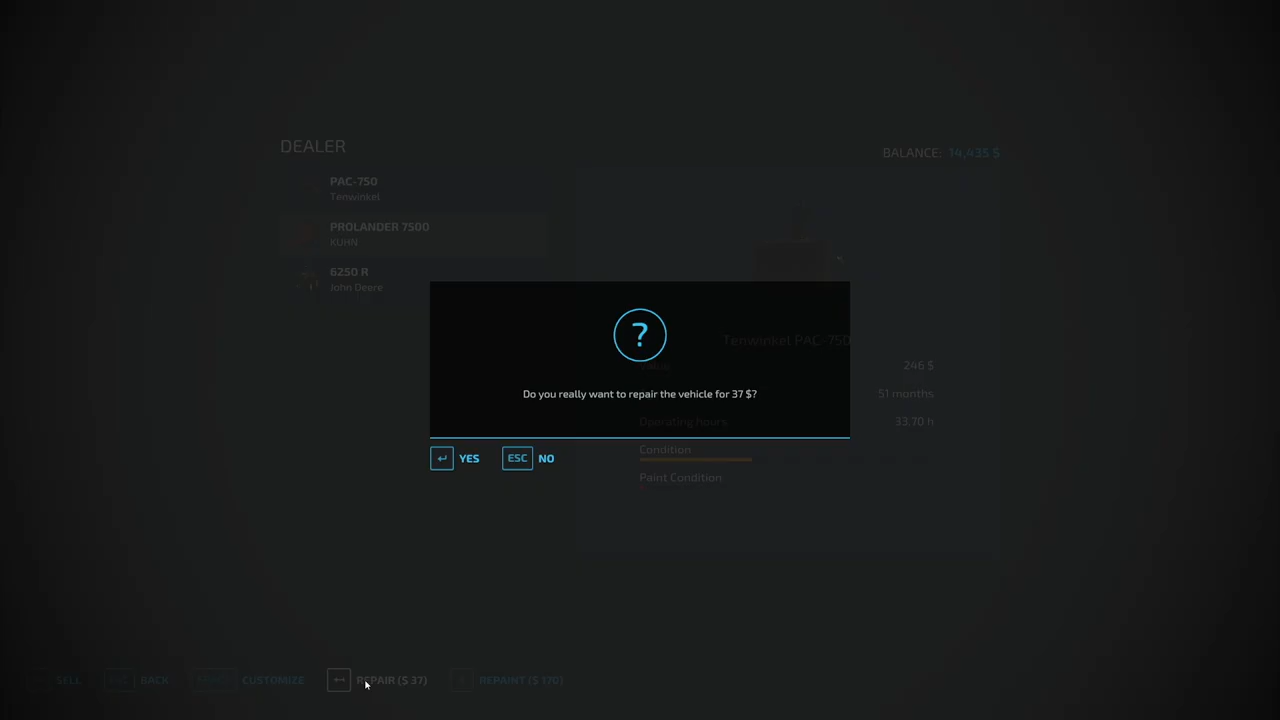 DEALER
BALANCE: 14,435 $
PAC-750
Tenwinkel
PROLANDER 7500
KUHN
6250 R
John Deere
?
Tenwinkel PAC-750
Value 246 $
Do you really want to repair the vehicle for 37 $?
51 months
Operating hours 33,70 h
YES ESC NO
Condition
Paint Condition
SELL BACK CUSTOMIZE REPAIR ($ 37) REPAINT ($ 170)